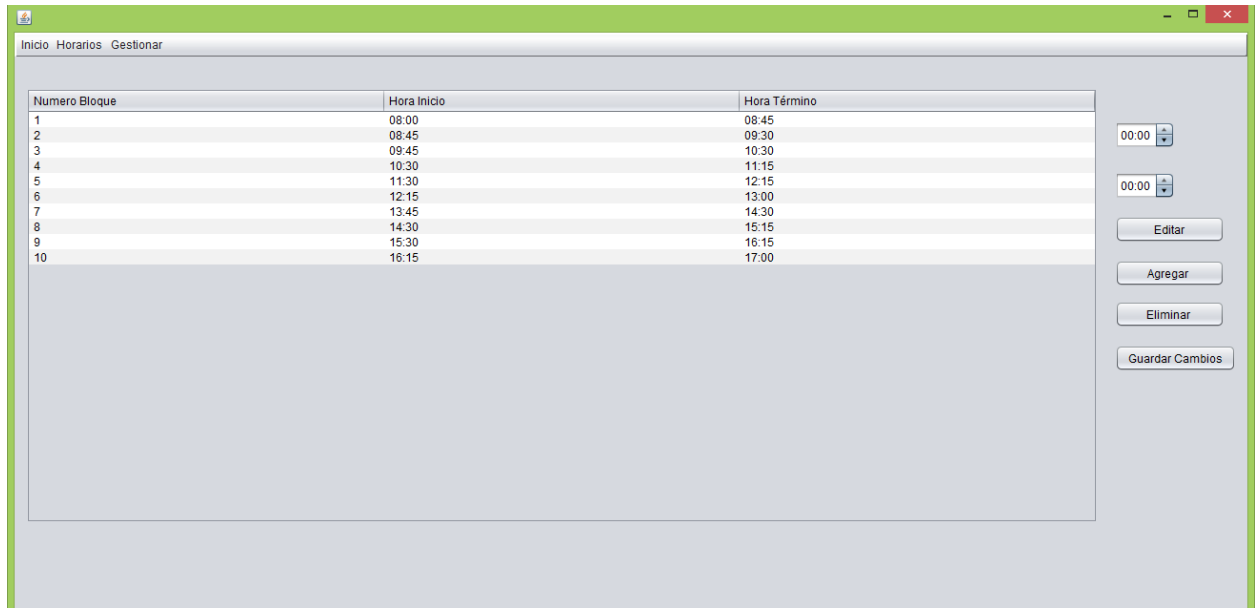 Inicio Horarios Gestionar
Numero Bloque Hora Inicio Hora Término
1 08:00 08:45
2 08:45 09:30
3 09:45 10:30
4 10:30 11:15
5 11:30 12:15
6 12:15 13:00
7 13:45 14:30
8 14:30 15:15
9 15:30 16:15
10 16:15 17:00
00:00
00:00
Editar
Agregar
Eliminar
Guardar Cambios